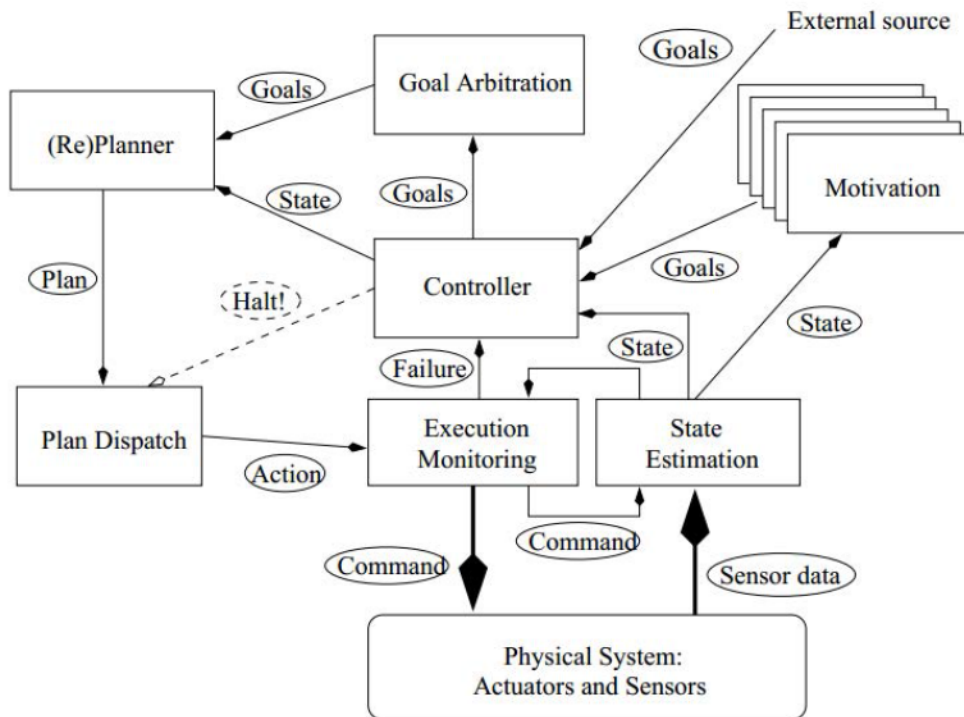 External source
Goals
Goal Arbitration
Goals
(Re)Planner
Motivation
State
Goals
Controller
Goals
Plan
Halt!
State
State
Failure
Plan Dispatch
Execution
Monitoring
State
Estimation
Action
Command
Command
Sensor data
Physical System:
Actuators and Sensors